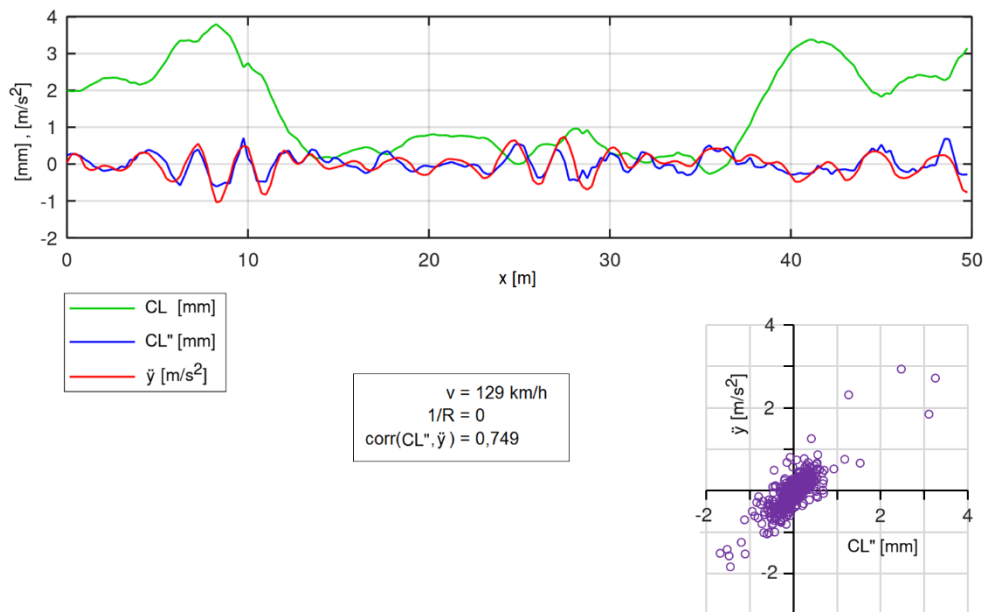 4
3
2
1
0
-1
-2
[mm] , [m/s²]
0 10 20 30 40 50
x [m]
CL [mm]
CL" [mm]
ÿ [m/s²]
v = 129 km/h
1/R = 0
corr(CL",ÿ) = 0,749
4
ÿ [m/s²]
2
-2 2 4
CL" [mm]
-2